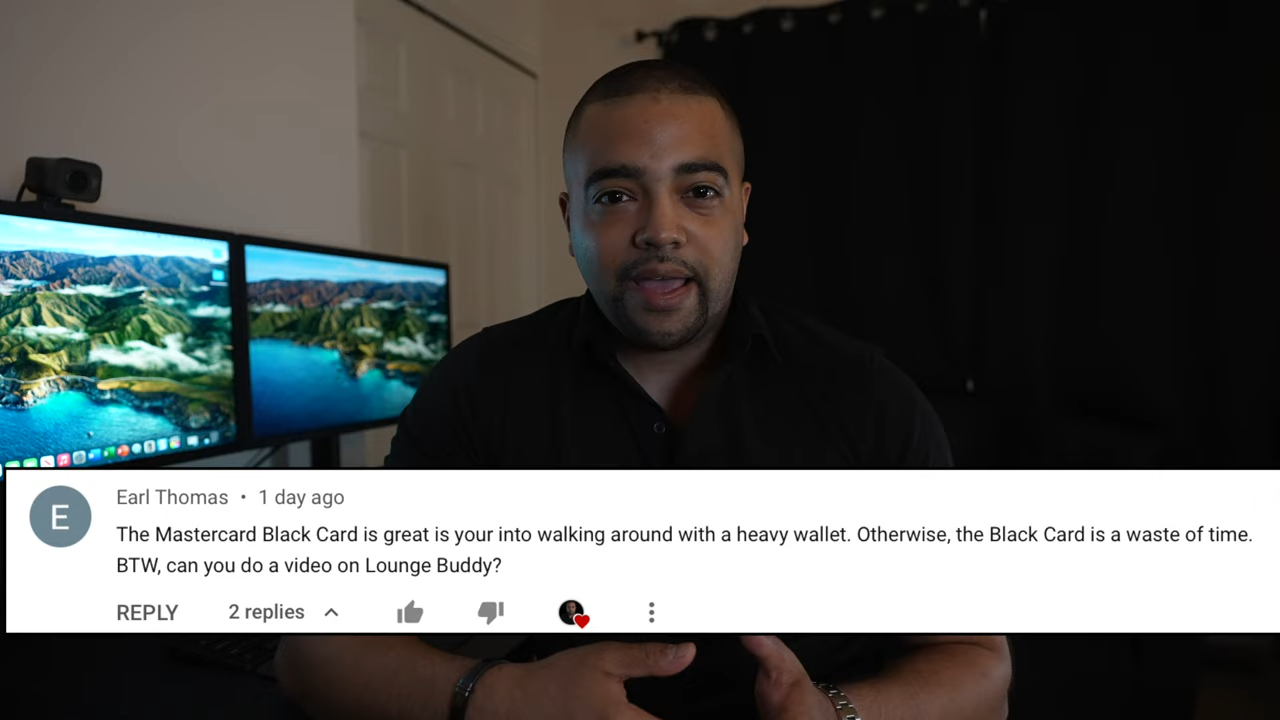 E
Earl Thomas • 1 day ago
The Mastercard Black Card is great is your into walking around with a heavy wallet. Otherwise, the Black Card is a waste of time.
BTW, can you do a video on Lounge Buddy?
REPLY 2 replies